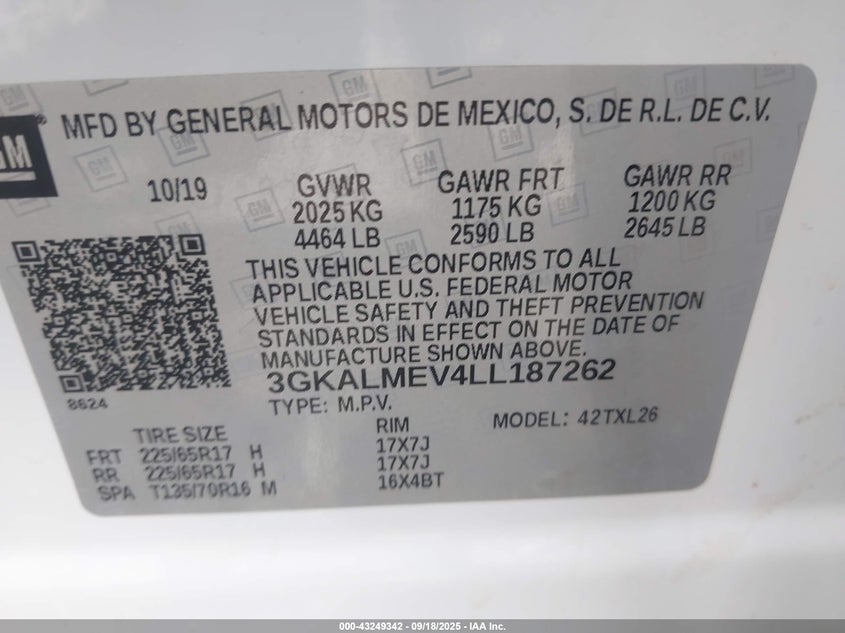 GM ®
MFD BY GENERAL MOTORS DE MEXICO, S. DE R.L. DE C.V.
10/19 GVWR GAWR FRT GAWR RR
2025 KG 1175 KG 1200 KG
4464 LB 2590 LB 2645 LB
THIS VEHICLE CONFORMS TO ALL
APPLICABLE U.S. FEDERAL MOTOR
VEHICLE SAFETY AND THEFT PREVENTION
STANDARDS IN EFFECT ON THE DATE OF
MANUFACTURE SHOWN ABOVE.
3GKALMEV4LL187262
8624
TYPE: M.P.V. MODEL: 42TXL26
TIRE SIZE RIM
FRT 225/65R17 H 17X7J
RR 225/65R17 H 17X7J
SPA T135/70R16 M 16X4BT
000-43249342 | 09/18/2025 - IAA Inc.